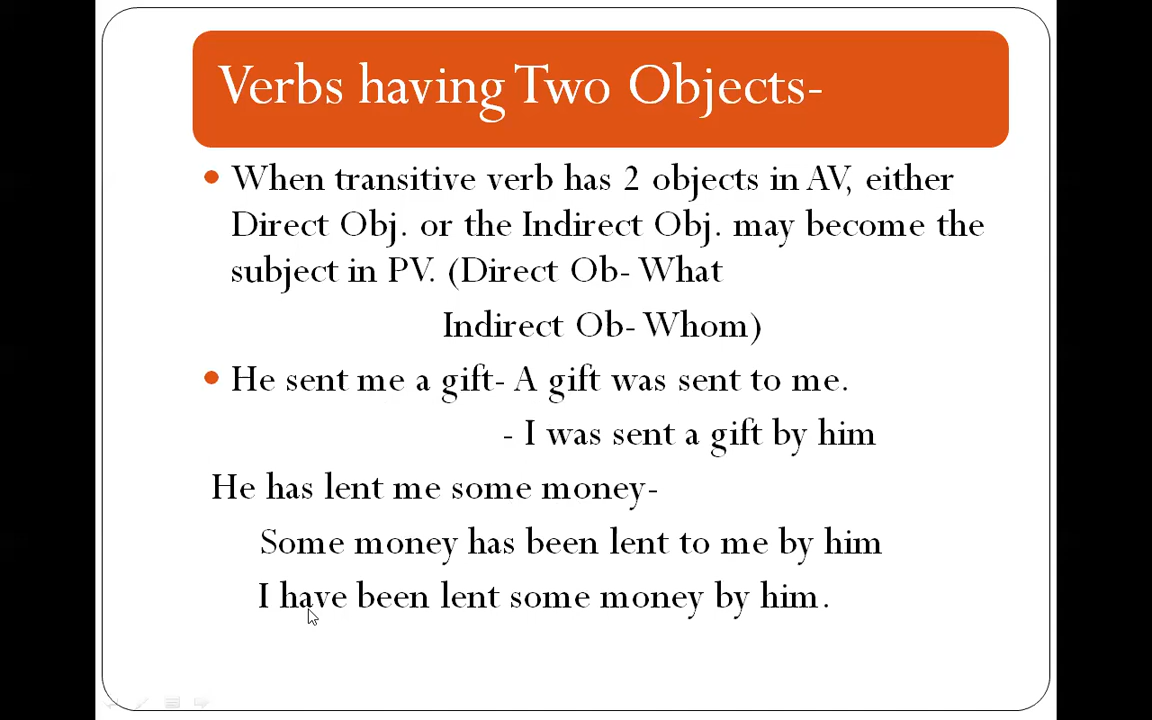 Verbs having Two Objects-
When transitive verb has 2 objects in AV, either
Direct Obj. or the Indirect Obj. may become the
subject in PV. (Direct Ob- What
Indirect Ob- Whom)
He sent me a gift- A gift was sent to me.
- I was sent a gift by him
He has lent me some money-
Some money has been lent to me by him
I have been lent some money by him.